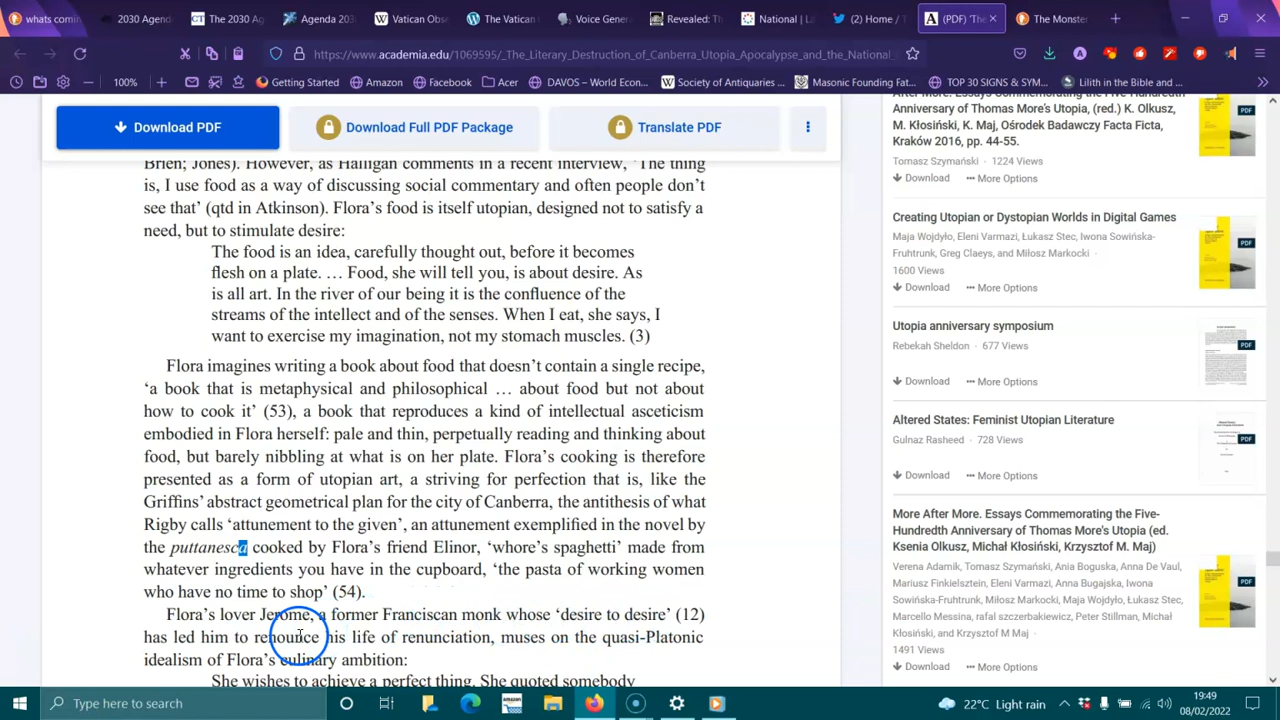 whats comin
The 2030 Ag
Agenda 203
Vatican Obse
The Vatican
Voice Gener
Revealed: Th
National | La
(2) Home / T
(PDF) 'The
The Monster
https://www.academia.edu/1069595/_The_Literary_Destruction_of_Canberra_Utopia_Apocalypse_and_the_National
100%
Getting Started
Amazon
Facebook
Acer
DAVOS – World Econ...
Society of Antiquaries ...
Masonic Founding Fat...
TOP 30 SIGNS & SYM...
Lilith in the Bible and ...
Download PDF
Download Full PDF Package
Translate PDF
Brien; Jones). However, as Halligan comments in a recent interview, 'The thing
is, I use food as a way of discussing social commentary and often people don't
see that' (qtd in Atkinson). Flora's food is itself utopian, designed not to satisfy a
need, but to stimulate desire:
The food is an idea, carefully thought out, before it becomes
flesh on a plate. … Food, she will tell you, is about desire. As
is all art. In the river of our being it is the confluence of the
streams of the intellect and of the senses. When I eat, she says, I
want to exercise my imagination, not my stomach muscles. (3)
Flora imagines writing a book about food that doesn't contain a single recipe,
'a book that is metaphysical and philosophical … about food but not about
how to cook it' (53), a book that reproduces a kind of intellectual asceticism
embodied in Flora herself: pale and thin, perpetually reading and thinking about
food, but barely nibbling at what is on her plate. Flora's cooking is therefore
presented as a form of utopian art, a striving for perfection that is, like the
Griffins' abstract geometrical plan for the city of Canberra, the antithesis of what
Rigby calls 'attunement to the given', an attunement exemplified in the novel by
the puttanesca cooked by Flora's friend Elinor, 'whore's spaghetti' made from
whatever ingredients you have in the cupboard, 'the pasta of working women
who have no time to shop' (24).
Flora's lover Jerome, a former Franciscan monk whose 'desire to desire' (12)
has led him to renounce his life of renunciation, muses on the quasi-Platonic
idealism of Flora's culinary ambition:
She wishes to achieve a perfect thing. She quoted somebody
After More. Essays Commemorating the Five-Hundredth
Anniversary of Thomas More's Utopia, (red.) K. Olkusz,
M. Kłosiński, K. Maj, Ośrodek Badawczy Facta Ficta,
Kraków 2016, pp. 44-55.
Tomasz Szymański · 1224 Views
Download ••• More Options
PDF
Creating Utopian or Dystopian Worlds in Digital Games
Maja Wojdyło, Eleni Varmazi, Łukasz Stec, Iwona Sowińska-
Fruhtrunk, Greg Claeys, and Miłosz Markocki ·
1600 Views
Download ••• More Options
PDF
Utopia anniversary symposium
Rebekah Sheldon · 677 Views
Download ••• More Options
PDF
Altered States: Feminist Utopian Literature
Gulnaz Rasheed · 728 Views
Download ••• More Options
PDF
More After More. Essays Commemorating the Five-
Hundredth Anniversary of Thomas More's Utopia (ed.
Ksenia Olkusz, Michał Kłosiński, Krzysztof M. Maj)
Verena Adamik, Tomasz Szymański, Ania Boguska, Anna De Vaul,
Mariusz Finkielsztein, Eleni Varmazi, Anna Bugajska, Iwona
Sowińska-Fruhtrunk, Miłosz Markocki, Maja Wojdyło, Łukasz Stec,
Marcello Messina, rafal szczerbakiewicz, Peter Stillman, Michał
Kłosiński, and Krzysztof M Maj ·
1491 Views
Download ••• More Options
PDF
Type here to search
amazon
22°C Light rain
19:49
08/02/2022